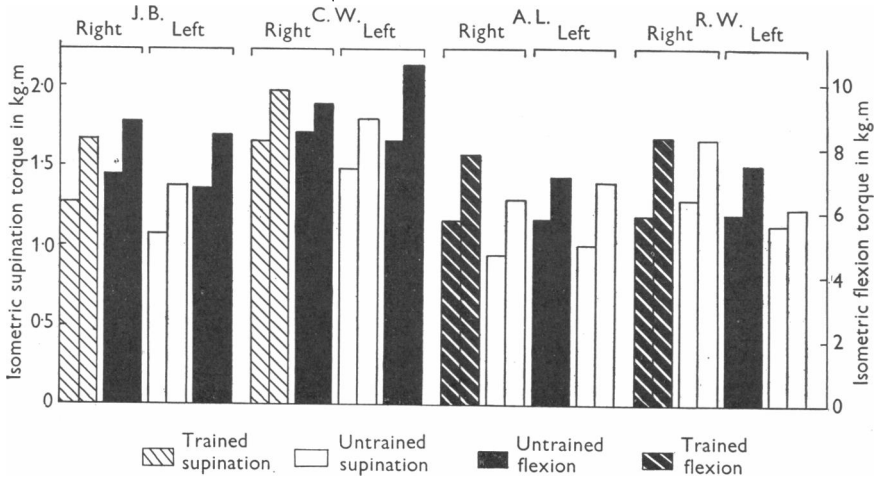 J. B.
C. W.
A. L.
R. W.
Right
Left
Right
Left
Right
Left
Right
Left
Isometric supination torque in kg.m
2·0
1·5
1·0
0·5
0
10
8
6
4
2
0
Isometric flexion torque in kg.m
Trained
supination
Untrained
supination
Untrained
flexion
Trained
flexion